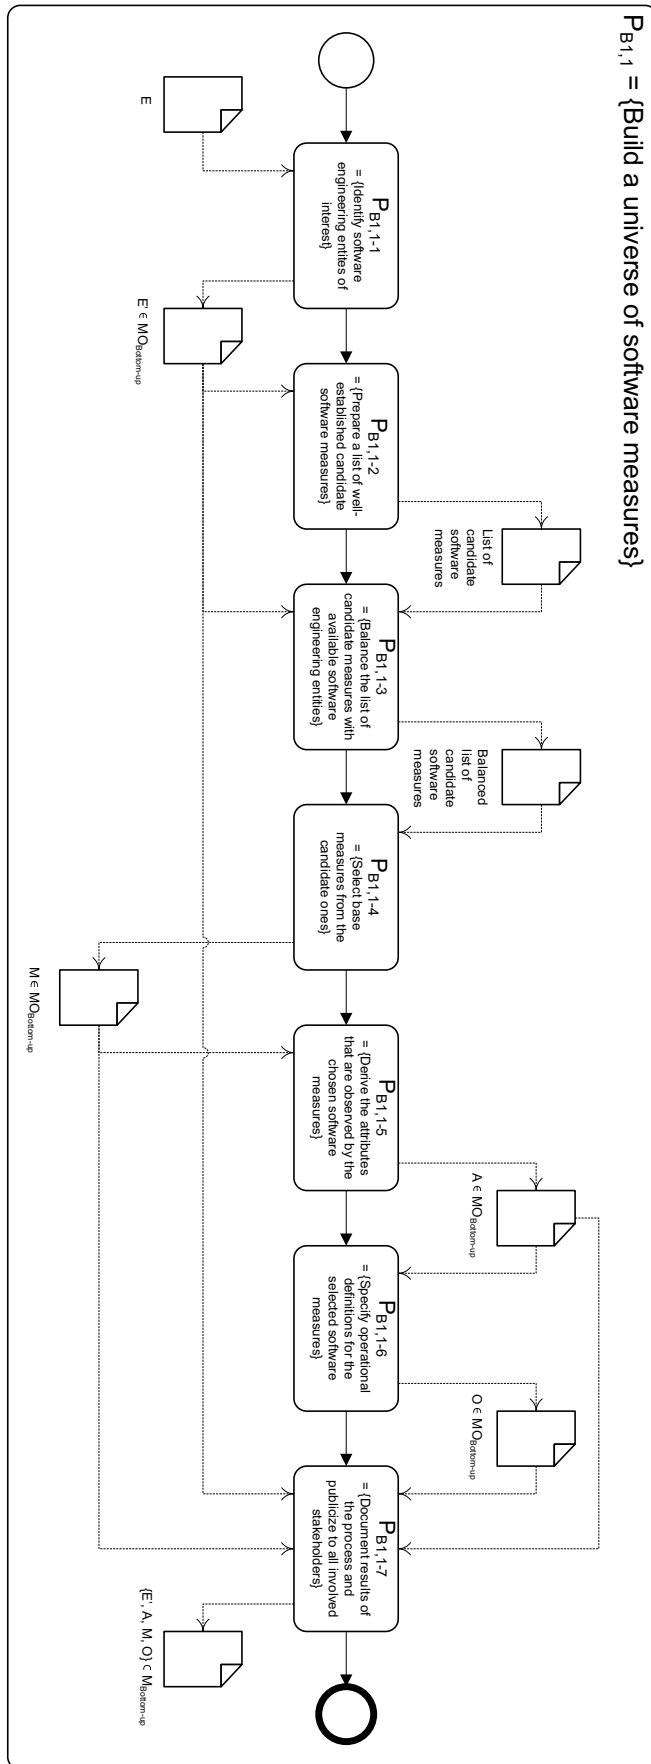 P_B1,1 = {Build a universe of software measures}
E
P_B1,1-1
= {Identify software
engineering entites of
interest}
E' ∈ MO_Bottom-up
P_B1,1-2
= {Prepare a list of well-
established candidate
software measures}
List of
candidate
software
measures
P_B1,1-3
= {Balance the list of
candidate measures with
available software
engineering entities}
Balanced
list of
candidate
software
measures
P_B1,1-4
= {Select base
measures from the
candidate ones}
M ∈ MO_Bottom-up
P_B1,1-5
= {Derive the attributes
that are observed by the
chosen software
measures}
A ∈ MO_Bottom-up
P_B1,1-6
= {Specify operational
definitions for the
selected software
measures}
O ∈ MO_Bottom-up
P_B1,1-7
= {Document results of
the process and
publicize to all involved
stakeholders}
{E', A, M, O} ⊂ M_Bottom-up